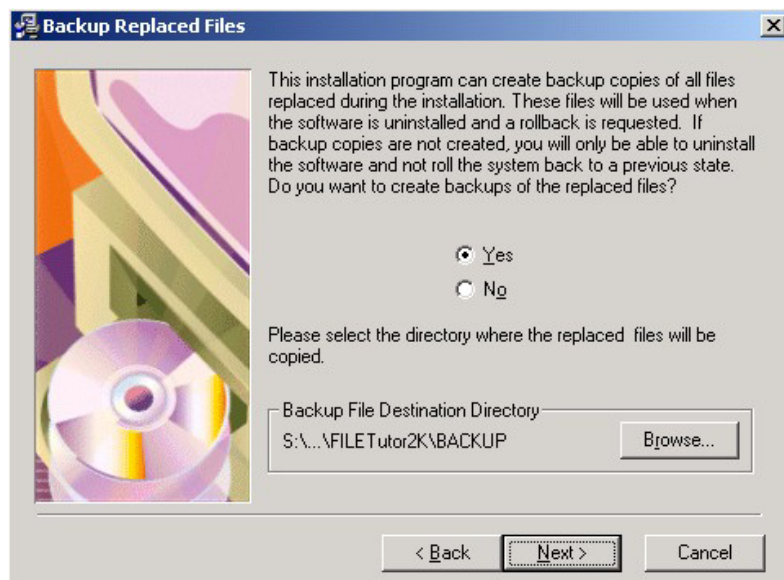 Backup Replaced Files
This installation program can create backup copies of all files
replaced during the installation. These files will be used when
the software is uninstalled and a rollback is requested.  If
backup copies are not created, you will only be able to uninstall
the software and not roll the system back to a previous state.
Do you want to create backups of the replaced files?
Yes
No
Please select the directory where the replaced  files will be
copied.
Backup File Destination Directory
S:\...\FILETutor2K\BACKUP
Browse...
< Back
Next >
Cancel